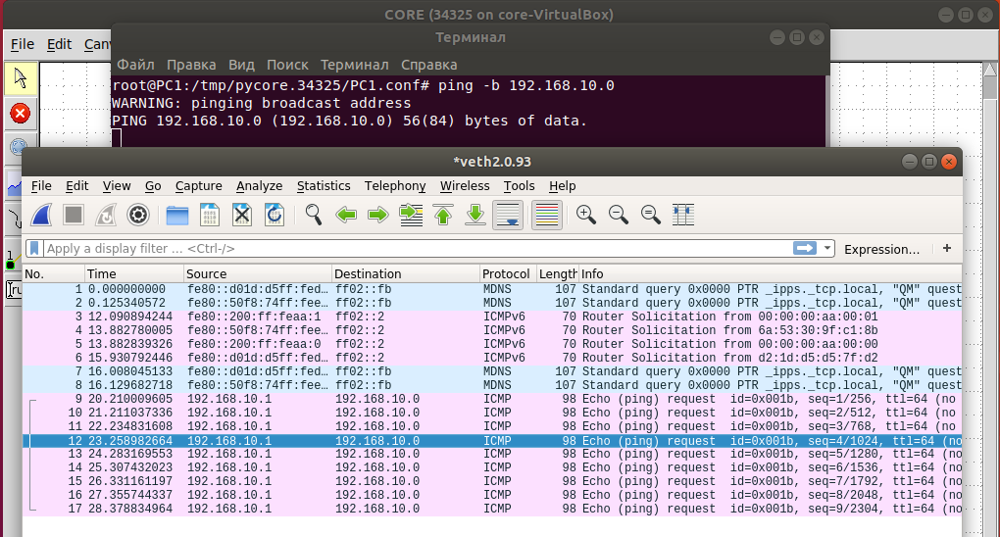 CORE (34325 on core-VirtualBox)
File Edit Can
Терминал
Файл Правка Вид Поиск Терминал Справка
root@PC1:/tmp/pycore.34325/PC1.conf# ping -b 192.168.10.0
WARNING: pinging broadcast address
PING 192.168.10.0 (192.168.10.0) 56(84) bytes of data.
*veth2.0.93
File Edit View Go Capture Analyze Statistics Telephony Wireless Tools Help
Apply a display filter ... <Ctrl-/> Expression... +
No. Time Source Destination Protocol Length Info
1 0.000000000 fe80::d01d:d5ff:fed… ff02::fb MDNS 107 Standard query 0x0000 PTR _ipps._tcp.local, "QM" quest
2 0.125340572 fe80::50f8:74ff:fee… ff02::fb MDNS 107 Standard query 0x0000 PTR _ipps._tcp.local, "QM" quest
3 12.090894244 fe80::200:ff:feaa:1 ff02::2 ICMPv6 70 Router Solicitation from 00:00:00:aa:00:01
4 13.882780005 fe80::50f8:74ff:fee… ff02::2 ICMPv6 70 Router Solicitation from 6a:53:30:9f:c1:8b
5 13.882839326 fe80::200:ff:feaa:0 ff02::2 ICMPv6 70 Router Solicitation from 00:00:00:aa:00:00
6 15.930792446 fe80::d01d:d5ff:fed… ff02::2 ICMPv6 70 Router Solicitation from d2:1d:d5:d5:7f:d2
7 16.008045133 fe80::d01d:d5ff:fed… ff02::fb MDNS 107 Standard query 0x0000 PTR _ipps._tcp.local, "QM" quest
8 16.129682718 fe80::50f8:74ff:fee… ff02::fb MDNS 107 Standard query 0x0000 PTR _ipps._tcp.local, "QM" quest
9 20.210009605 192.168.10.1 192.168.10.0 ICMP 98 Echo (ping) request id=0x001b, seq=1/256, ttl=64 (no
10 21.211037336 192.168.10.1 192.168.10.0 ICMP 98 Echo (ping) request id=0x001b, seq=2/512, ttl=64 (no
11 22.234831608 192.168.10.1 192.168.10.0 ICMP 98 Echo (ping) request id=0x001b, seq=3/768, ttl=64 (no
12 23.258982664 192.168.10.1 192.168.10.0 ICMP 98 Echo (ping) request id=0x001b, seq=4/1024, ttl=64 (no
13 24.283169553 192.168.10.1 192.168.10.0 ICMP 98 Echo (ping) request id=0x001b, seq=5/1280, ttl=64 (no
14 25.307432023 192.168.10.1 192.168.10.0 ICMP 98 Echo (ping) request id=0x001b, seq=6/1536, ttl=64 (no
15 26.331161197 192.168.10.1 192.168.10.0 ICMP 98 Echo (ping) request id=0x001b, seq=7/1792, ttl=64 (no
16 27.355744337 192.168.10.1 192.168.10.0 ICMP 98 Echo (ping) request id=0x001b, seq=8/2048, ttl=64 (no
17 28.378834964 192.168.10.1 192.168.10.0 ICMP 98 Echo (ping) request id=0x001b, seq=9/2304, ttl=64 (no